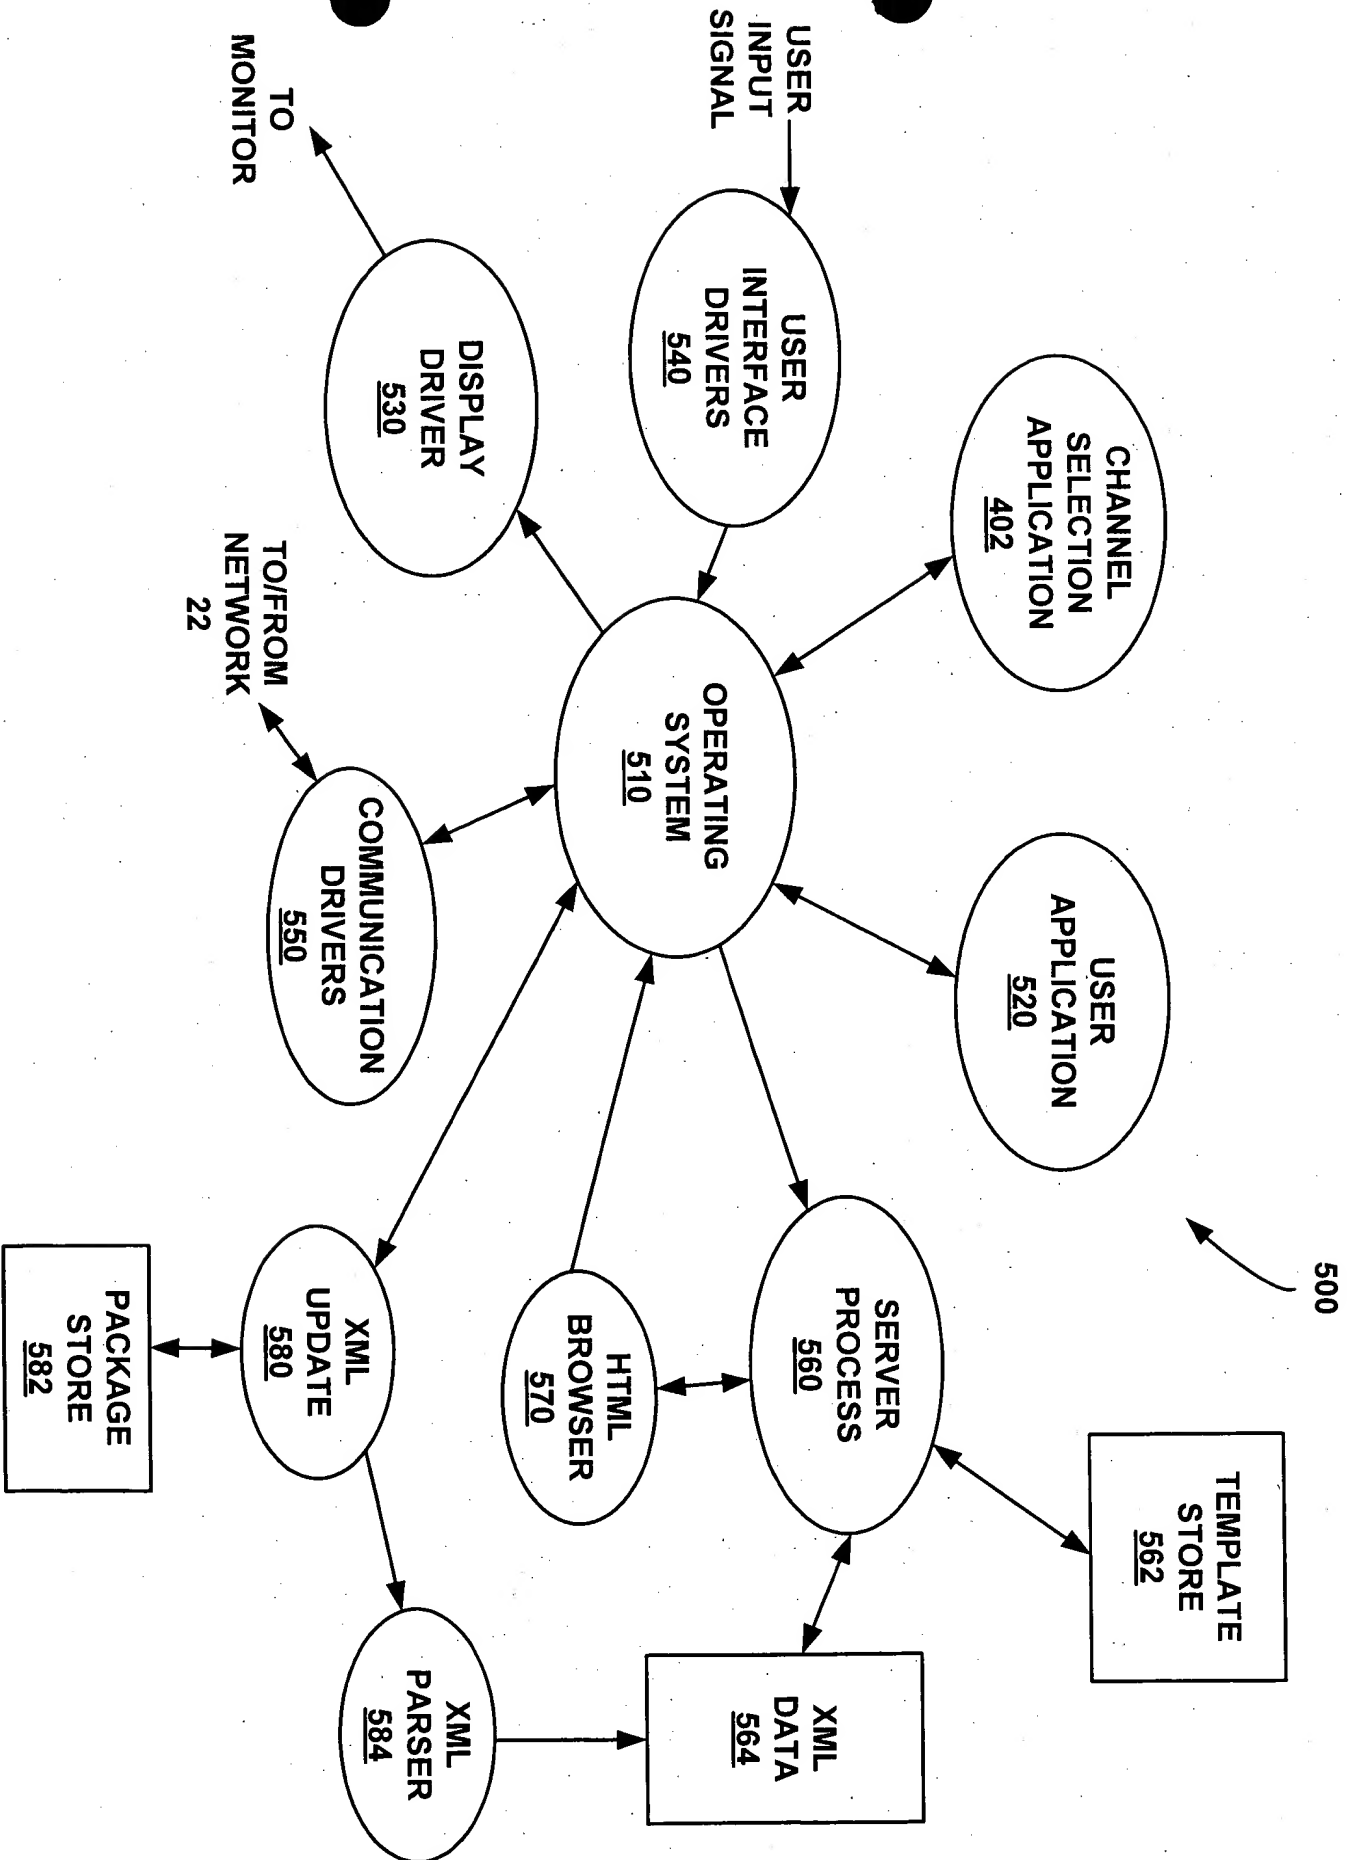 500
CHANNEL
SELECTION
APPLICATION
402
USER
APPLICATION
520
TEMPLATE
STORE
562
USER
INPUT
SIGNAL
USER
INTERFACE
DRIVERS
540
OPERATING
SYSTEM
510
SERVER
PROCESS
560
XML
DATA
564
HTML
BROWSER
570
DISPLAY
DRIVER
530
TO
MONITOR
TO/FROM
NETWORK
22
COMMUNICATION
DRIVERS
550
XML
UPDATE
580
XML
PARSER
584
PACKAGE
STORE
582